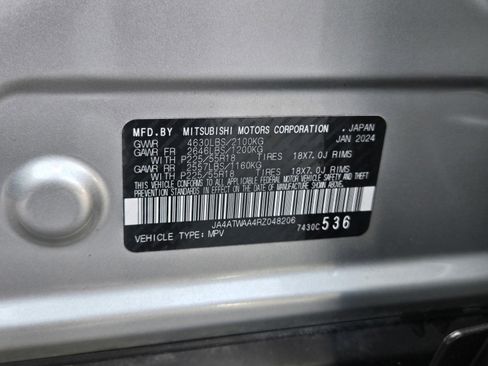 MFD.BY MITSUBISHI MOTORS CORPORATION . JAPAN
GVWR 4630LBS/2100KG JAN 2024
GAWR FR 2646LBS/1200KG
WITH P225/55R18 TIRES 18X7.0J RIMS
GAWR RR 2557LBS/1160KG
WITH P225/55R18 TIRES 18X7.0J RIMS
THIS VEHICLE CONFORMS TO ALL APPLICABLE FEDERAL MOTOR VEHICLE SAFETY AND THEFT
PREVENTION STANDARDS IN EFFECT ON THE DATE OF MANUFACTURE SHOWN ABOVE.
JA4ATWAA4RZ048206
VEHICLE TYPE: MPV 7430C 536